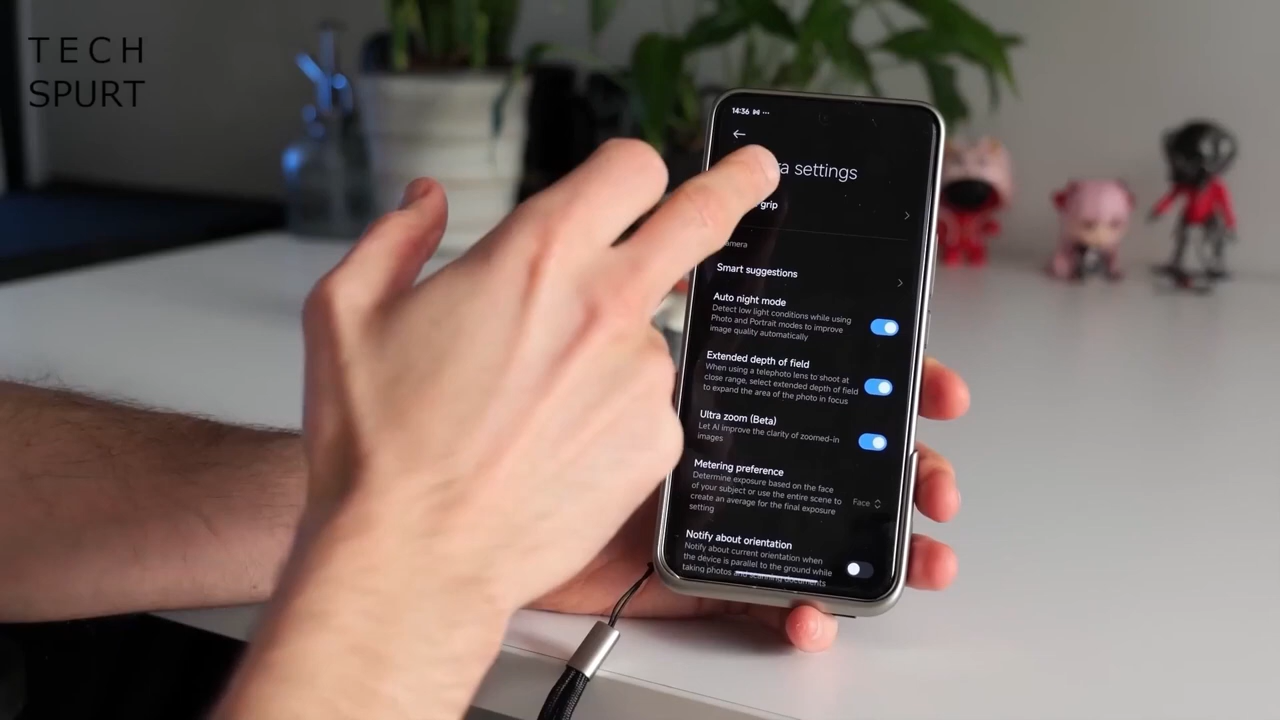 TECH
SPURT
14:36
ra settings
grip
amera
Smart suggestions
Auto night mode
Detect low light conditions while using
Photo and Portrait modes to improve
image quality automatically
Extended depth of field
When using a telephoto lens to shoot at
close range, select extended depth of field
to expand the area of the photo in focus
Ultra zoom (Beta)
Let AI improve the clarity of zoomed-in
images
Metering preference
Determine exposure based on the face
of your subject or use the entire scene to
create an average for the final exposure
setting
Face
Notify about orientation
Notify about current orientation when
the device is parallel to the ground while
taking photos and scanning documents